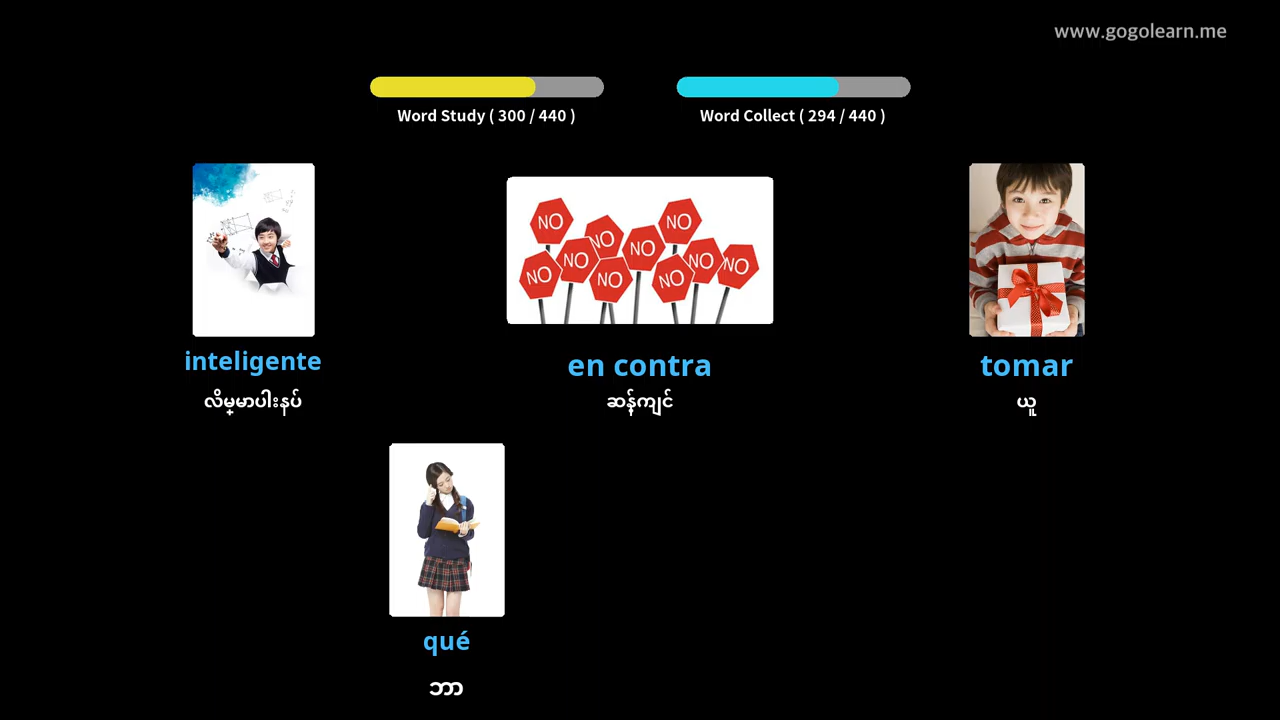 www.gogolearn.me
Word Study ( 300 / 440 )
Word Collect ( 294 / 440 )
NO NO NO NO NO NO NO NO NO NO
inteligente
en contra
tomar
လိမ္မာပါးနပ်
ဆန့်ကျင်
ယူ
qué
ဘာ